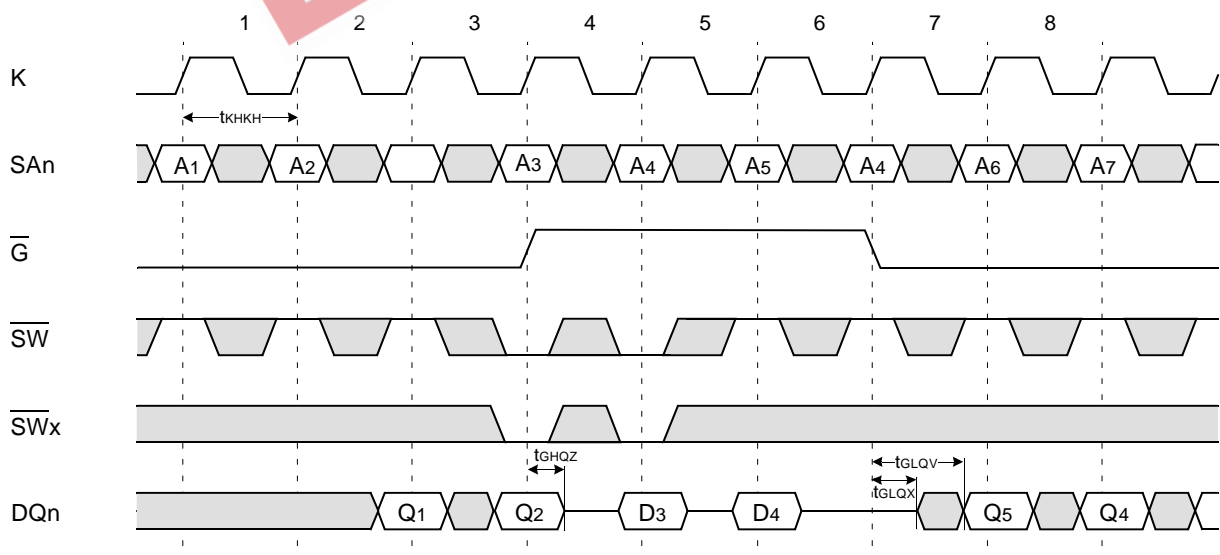 1 2 3 4 5 6 7 8
K
tKHKH
SAn A1 A2 A3 A4 A5 A4 A6 A7
G
SW
SWx
tGHQZ tGLQV
tGLQX
DQn Q1 Q2 D3 D4 Q5 Q4